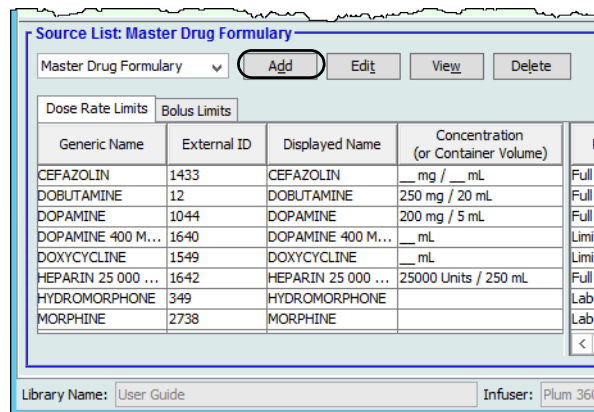 Source List: Master Drug Formulary
Master Drug Formulary Add Edit View Delete
Dose Rate Limits Bolus Limits
Generic Name External ID Displayed Name Concentration
(or Container Volume)
CEFAZOLIN 1433 CEFAZOLIN __ mg / __ mL Full
DOBUTAMINE 12 DOBUTAMINE 250 mg / 20 mL Full
DOPAMINE 1044 DOPAMINE 200 mg / 5 mL Full
DOPAMINE 400 M... 1640 DOPAMINE 400 M... __ mL Limi
DOXYCYCLINE 1549 DOXYCYCLINE __ mL Limi
HEPARIN 25 000 ... 1642 HEPARIN 25 000 ... 25000 Units / 250 mL Full
HYDROMORPHONE 349 HYDROMORPHONE Lab
MORPHINE 2738 MORPHINE Lab
Library Name: User Guide Infuser: Plum 360